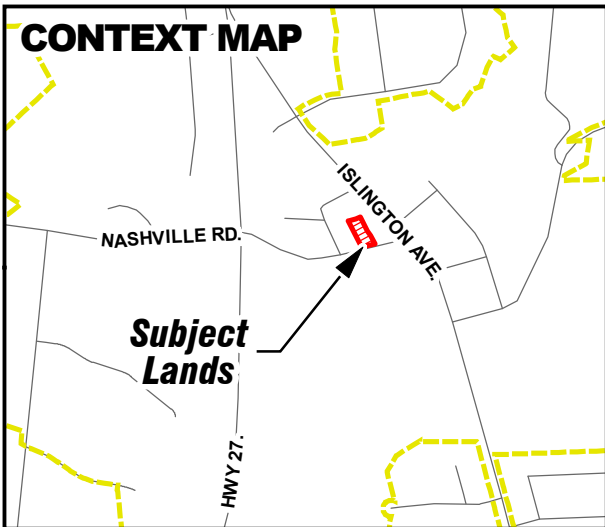 CONTEXT MAP
ISLINGTON AVE.
NASHVILLE RD.
Subject
Lands
HWY 27.